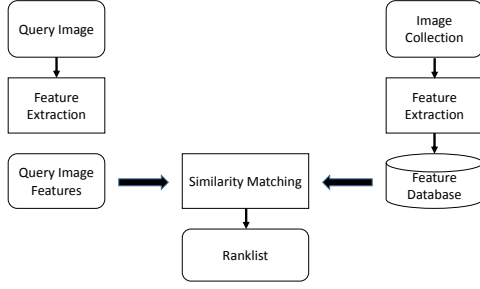 Query Image
Image
Collection
Feature
Extraction
Feature
Extraction
Query Image
Features
Similarity Matching
Feature
Database
Ranklist